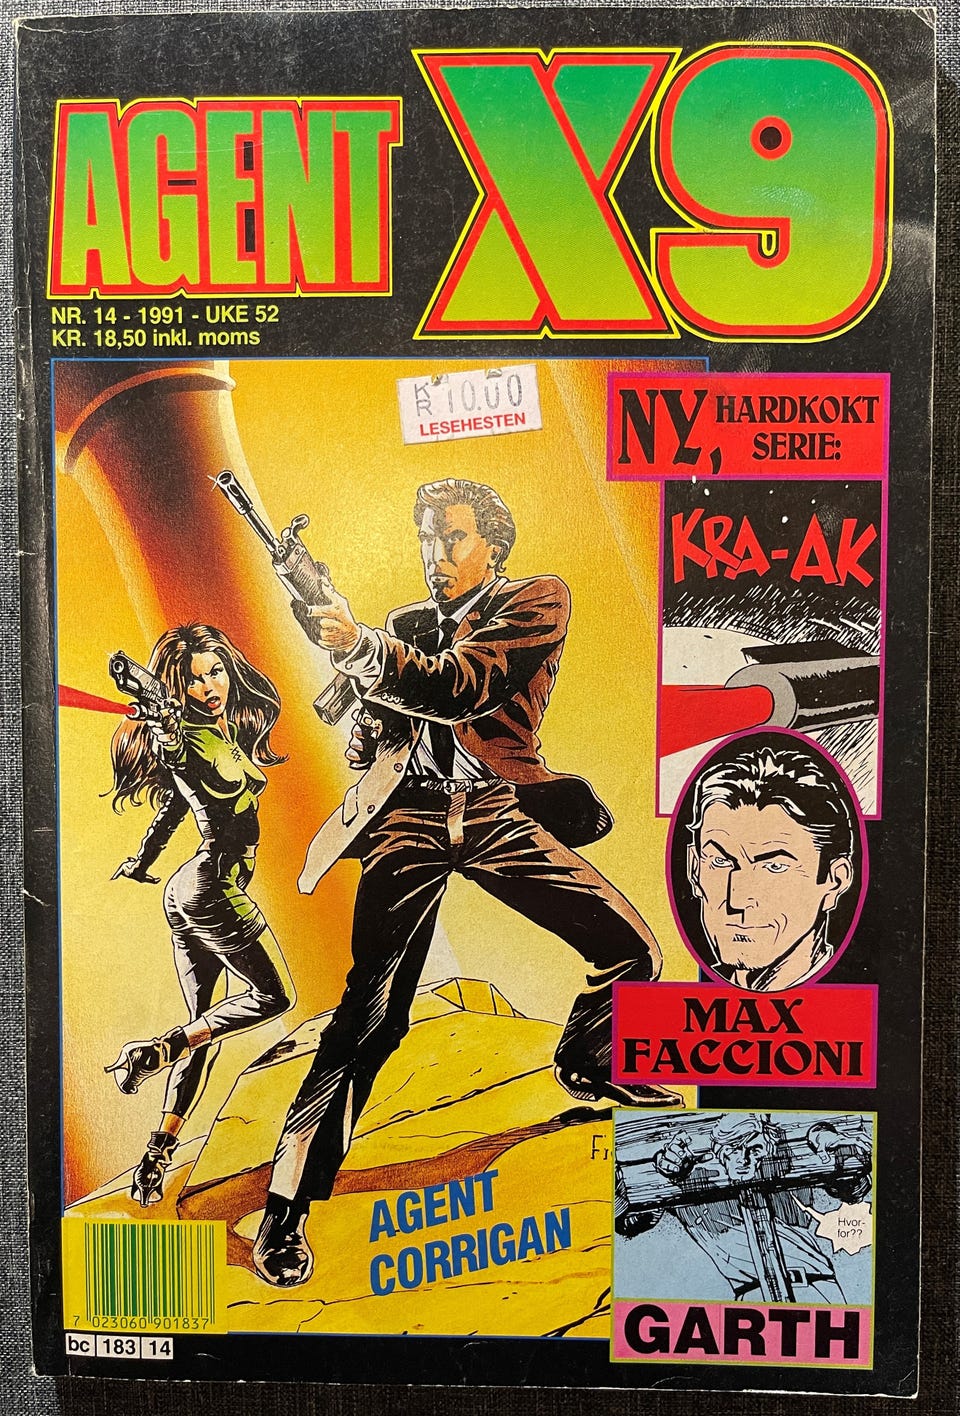 AGENT X9
NR. 14 - 1991 - UKE 52
KR. 18,50 inkl. moms
KR 10.00
LESEHESTEN
NY, HARDKOKT
SERIE:
KRA-AK
MAX
FACCIONI
AGENT
CORRIGAN
Hvor-
for??
GARTH
7 023060 901837
bc 183 14